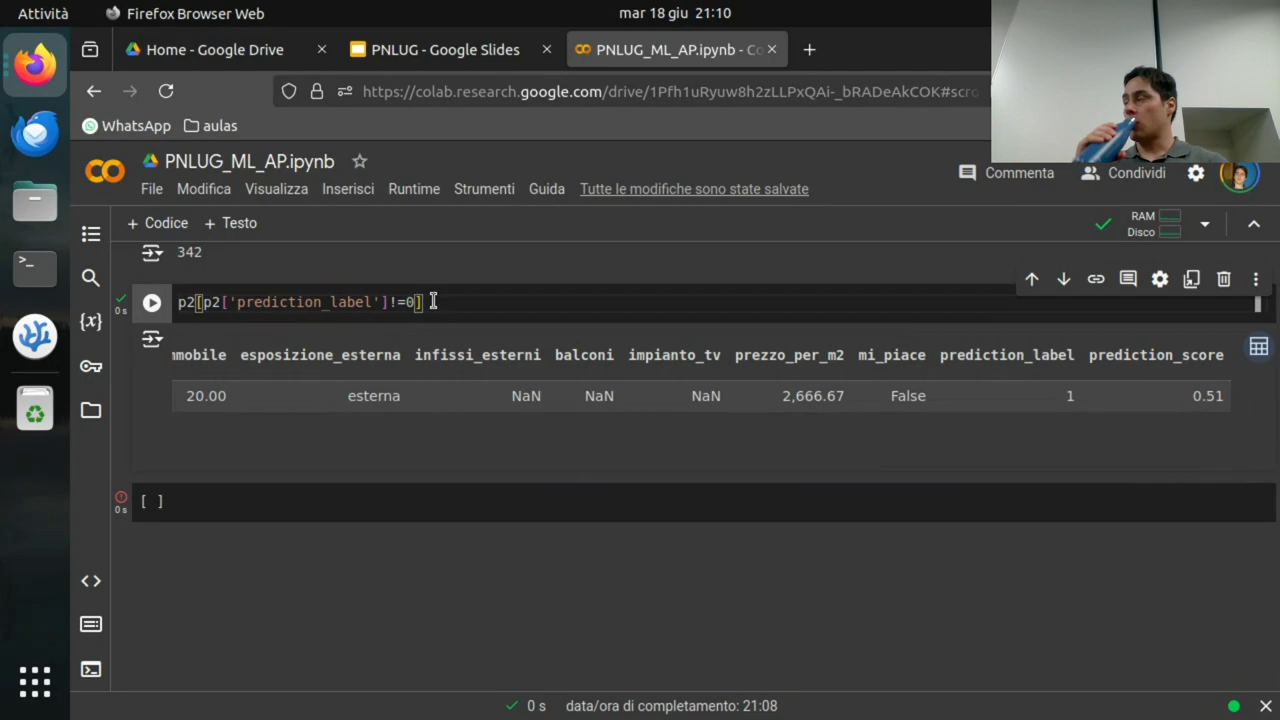 Attività
Firefox Browser Web
mar 18 giu 21:10
Home - Google Drive
PNLUG - Google Slides
PNLUG_ML_AP.ipynb - Co
https://colab.research.google.com/drive/1Pfh1uRyuw8h2zLLPxQAi-_bRADeAkCOK#scro
WhatsApp
aulas
PNLUG_ML_AP.ipynb
File Modifica Visualizza Inserisci Runtime Strumenti Guida Tutte le modifiche sono state salvate
Commenta
Condividi
+ Codice + Testo
RAM
Disco
342
0s
p2[p2['prediction_label']!=0]
mmobile esposizione_esterna infissi_esterni balconi impianto_tv prezzo_per_m2 mi_piace prediction_label prediction_score
20.00 esterna NaN NaN NaN 2,666.67 False 1 0.51
[ ]
0s
0 s data/ora di completamento: 21:08